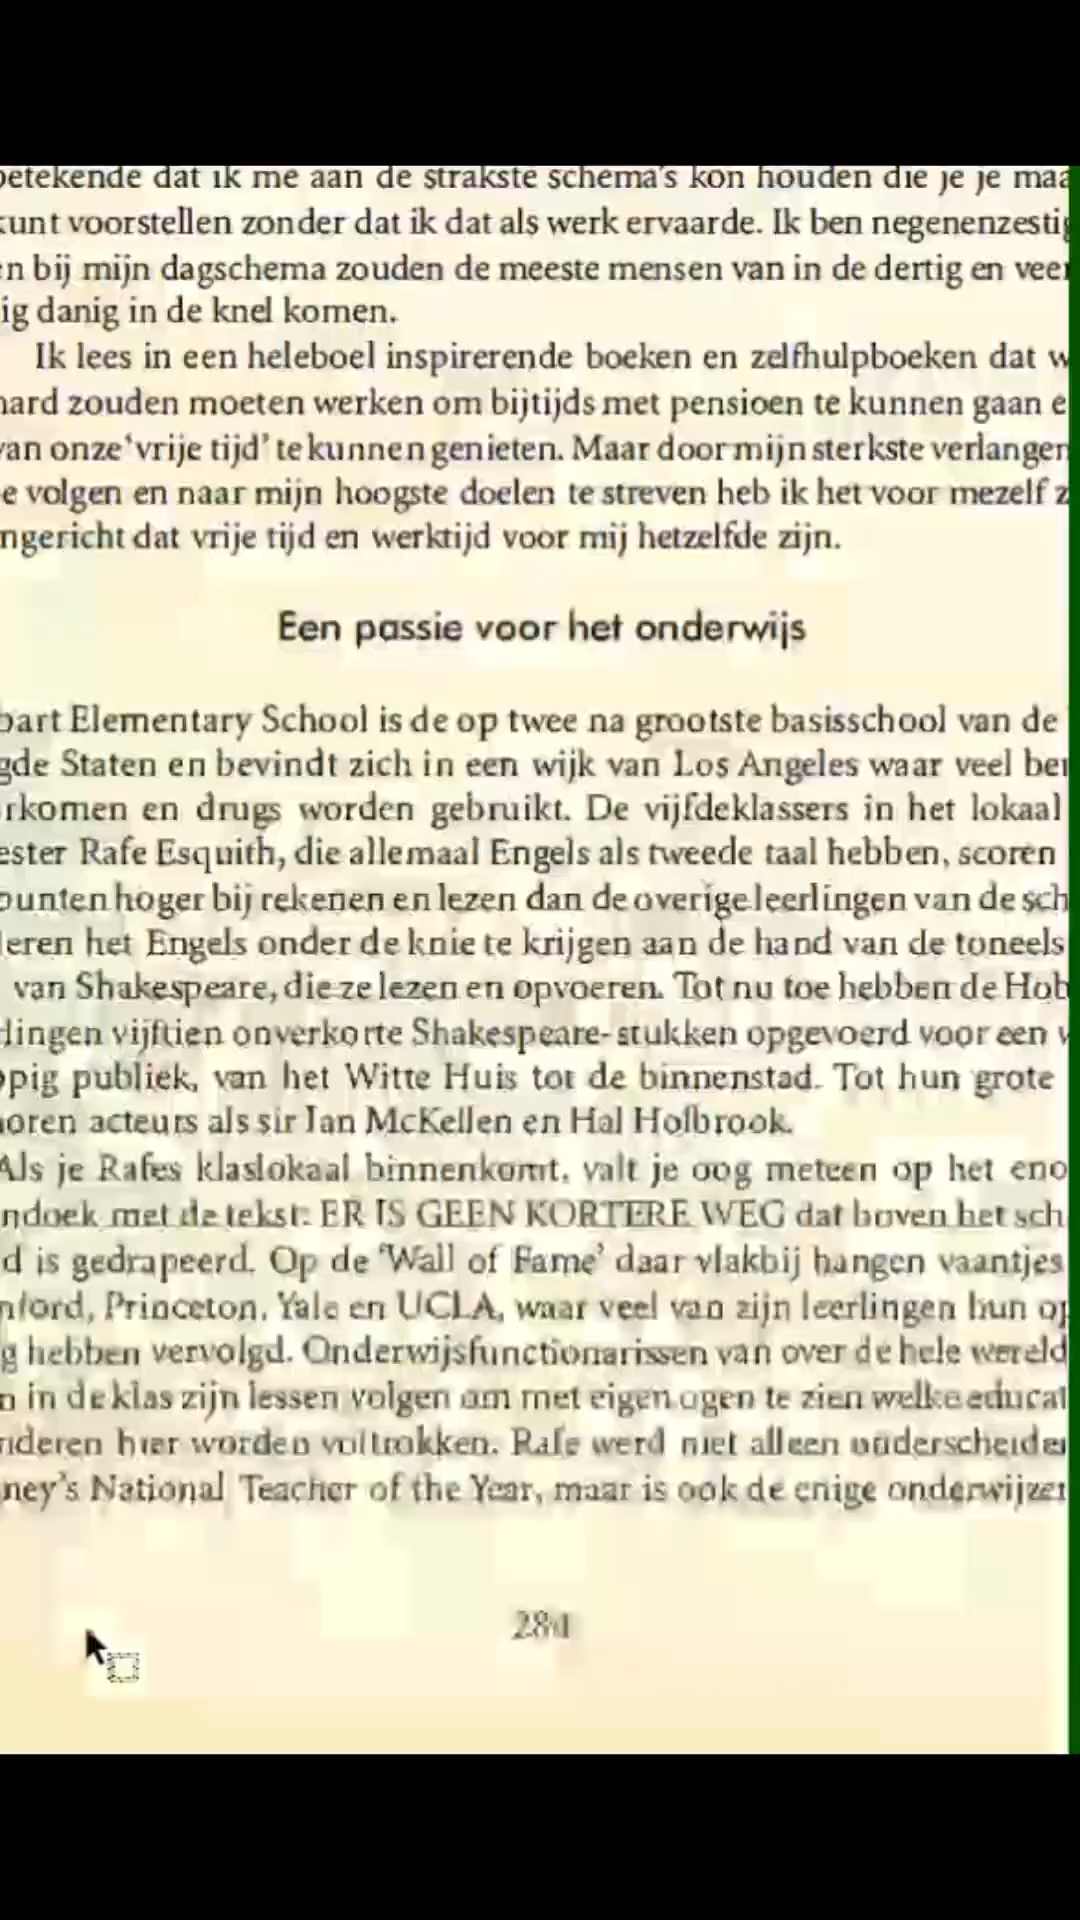 betekende dat ik me aan de strakste schema's kon houden die je je maa
kunt voorstellen zonder dat ik dat als werk ervaarde. Ik ben negenenzestig
en bij mijn dagschema zouden de meeste mensen van in de dertig en veer
ig danig in de knel komen.
Ik lees in een heleboel inspirerende boeken en zelfhulpboeken dat w
hard zouden moeten werken om bijtijds met pensioen te kunnen gaan e
van onze 'vrije tijd' te kunnen genieten. Maar door mijn sterkste verlangen
e volgen en naar mijn hoogste doelen te streven heb ik het voor mezelf z
ngericht dat vrije tijd en werktijd voor mij hetzelfde zijn.
Een passie voor het onderwijs
bart Elementary School is de op twee na grootste basisschool van de
gde Staten en bevindt zich in een wijk van Los Angeles waar veel ber
rkomen en drugs worden gebruikt. De vijfdeklassers in het lokaal
ester Rafe Esquith, die allemaal Engels als tweede taal hebben, scoren
punten hoger bij rekenen en lezen dan de overige leerlingen van de sch
leren het Engels onder de knie te krijgen aan de hand van de toneels
van Shakespeare, die ze lezen en opvoeren. Tot nu toe hebben de Hob
lingen vijftien onverkorte Shakespeare-stukken opgevoerd voor een v
ppig publiek, van het Witte Huis tot de binnenstad. Tot hun grote
horen acteurs als sir Ian McKellen en Hal Holbrook.
Als je Rafes klaslokaal binnenkomt, valt je oog meteen op het eno
ndoek met de tekst: ER IS GEEN KORTERE WEG dat boven het sch
d is gedrapeerd. Op de 'Wall of Fame' daar vlakbij hangen vaantjes
nford, Princeton, Yale en UCLA, waar veel van zijn leerlingen hun op
g hebben vervolgd. Onderwijsfunctionarissen van over de hele wereld
n in de klas zijn lessen volgen om met eigen ogen te zien welke educat
nderen hier worden voltrokken. Rafe werd niet alleen onderscheiden
ney's National Teacher of the Year, maar is ook de enige onderwijzer